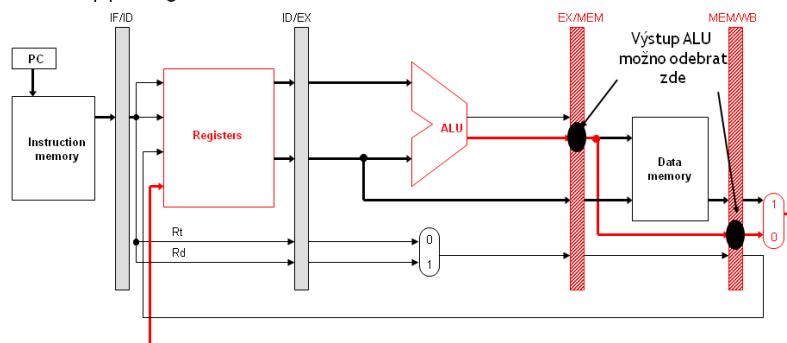 IF/ID
ID/EX
EX/MEM
MEM/WB
Výstup ALU
možno odebrat
zde
PC
Instruction
memory
Registers
ALU
Data
memory
1
0
Rt
Rd
0
1